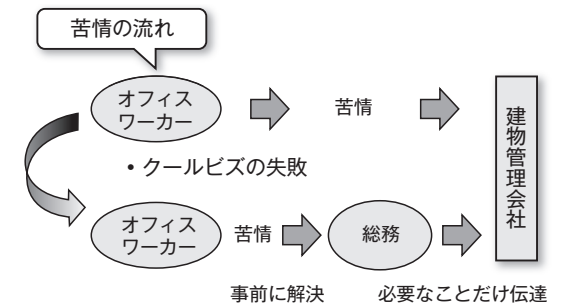 苦情の流れ
オフィス
ワーカー
苦情
建物管理会社
・クールビズの失敗
オフィス
ワーカー
苦情
総務
事前に解決
必要なことだけ伝達